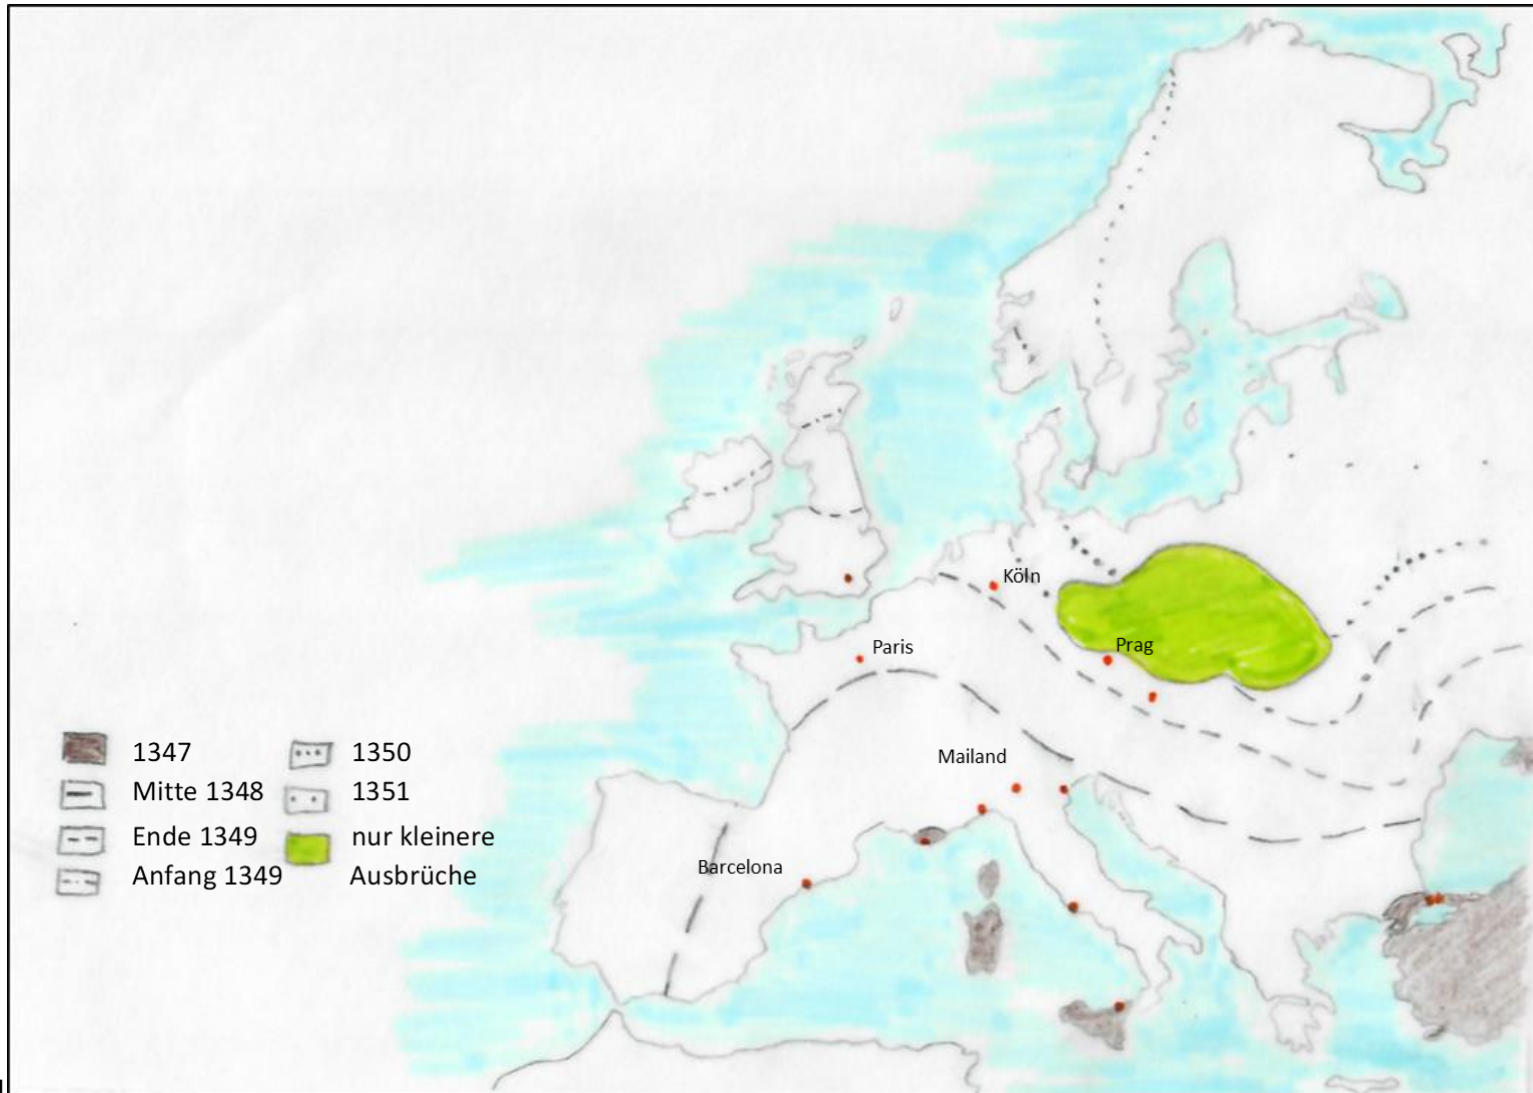 Köln
Paris
Prag
Mailand
Barcelona
1347
Mitte 1348
Ende 1349
Anfang 1349
1350
1351
nur kleinere
Ausbrüche